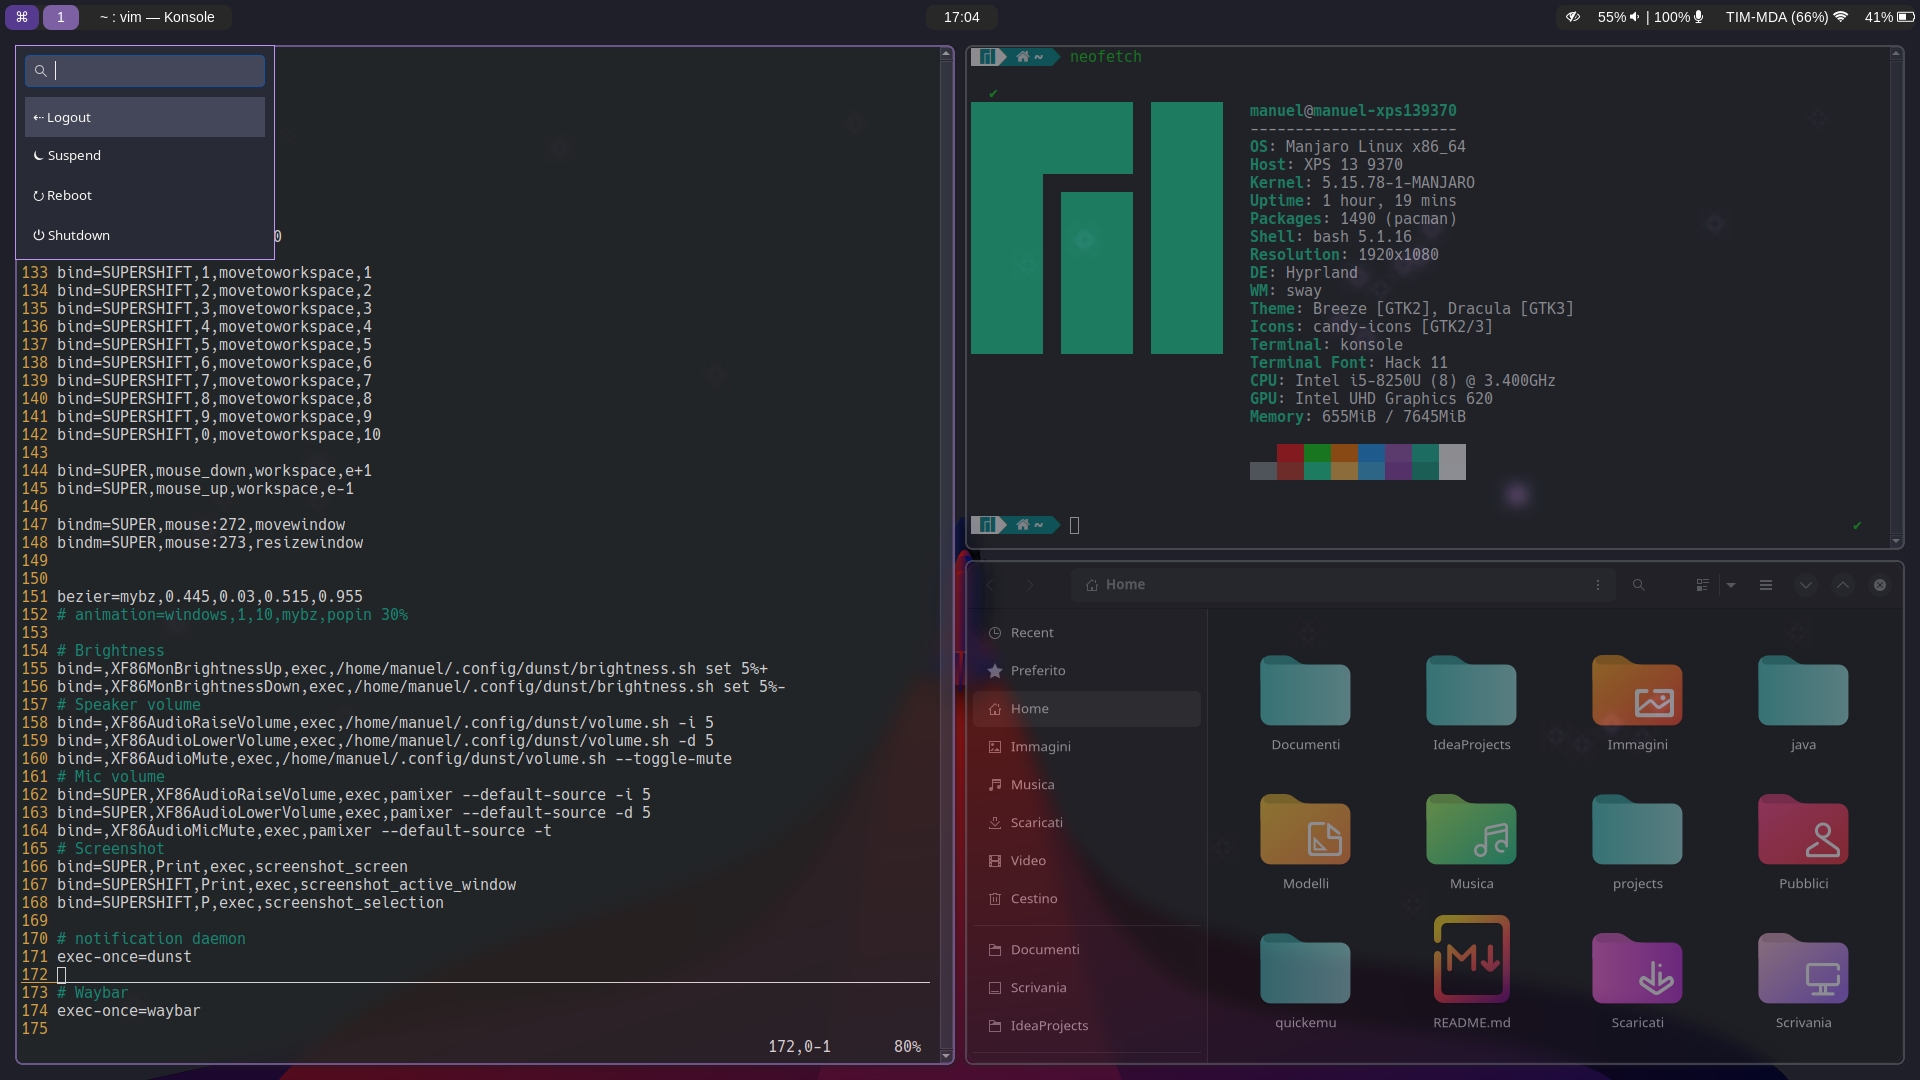 1
~ : vim — Konsole
17:04
55% | 100%
TIM-MDA (66%)
41%
Logout
Suspend
Reboot
Shutdown
0
133 bind=SUPERSHIFT,1,movetoworkspace,1
134 bind=SUPERSHIFT,2,movetoworkspace,2
135 bind=SUPERSHIFT,3,movetoworkspace,3
136 bind=SUPERSHIFT,4,movetoworkspace,4
137 bind=SUPERSHIFT,5,movetoworkspace,5
138 bind=SUPERSHIFT,6,movetoworkspace,6
139 bind=SUPERSHIFT,7,movetoworkspace,7
140 bind=SUPERSHIFT,8,movetoworkspace,8
141 bind=SUPERSHIFT,9,movetoworkspace,9
142 bind=SUPERSHIFT,0,movetoworkspace,10
143
144 bind=SUPER,mouse_down,workspace,e+1
145 bind=SUPER,mouse_up,workspace,e-1
146
147 bindm=SUPER,mouse:272,movewindow
148 bindm=SUPER,mouse:273,resizewindow
149
150
151 bezier=mybz,0.445,0.03,0.515,0.955
152 # animation=windows,1,10,mybz,popin 30%
153
154 # Brightness
155 bind=,XF86MonBrightnessUp,exec,/home/manuel/.config/dunst/brightness.sh set 5%+
156 bind=,XF86MonBrightnessDown,exec,/home/manuel/.config/dunst/brightness.sh set 5%-
157 # Speaker volume
158 bind=,XF86AudioRaiseVolume,exec,/home/manuel/.config/dunst/volume.sh -i 5
159 bind=,XF86AudioLowerVolume,exec,/home/manuel/.config/dunst/volume.sh -d 5
160 bind=,XF86AudioMute,exec,/home/manuel/.config/dunst/volume.sh --toggle-mute
161 # Mic volume
162 bind=SUPER,XF86AudioRaiseVolume,exec,pamixer --default-source -i 5
163 bind=SUPER,XF86AudioLowerVolume,exec,pamixer --default-source -d 5
164 bind=,XF86AudioMicMute,exec,pamixer --default-source -t
165 # Screenshot
166 bind=SUPER,Print,exec,screenshot_screen
167 bind=SUPERSHIFT,Print,exec,screenshot_active_window
168 bind=SUPERSHIFT,P,exec,screenshot_selection
169
170 # notification daemon
171 exec-once=dunst
172
173 # Waybar
174 exec-once=waybar
175
172,0-1 80%
~ neofetch
manuel@manuel-xps139370
-----------------------
OS: Manjaro Linux x86_64
Host: XPS 13 9370
Kernel: 5.15.78-1-MANJARO
Uptime: 1 hour, 19 mins
Packages: 1490 (pacman)
Shell: bash 5.1.16
Resolution: 1920x1080
DE: Hyprland
WM: sway
Theme: Breeze [GTK2], Dracula [GTK3]
Icons: candy-icons [GTK2/3]
Terminal: konsole
Terminal Font: Hack 11
CPU: Intel i5-8250U (8) @ 3.400GHz
GPU: Intel UHD Graphics 620
Memory: 655MiB / 7645MiB
~
Home
Recent
Preferito
Home
Immagini
Musica
Scaricati
Video
Cestino
Documenti
Scrivania
IdeaProjects
Documenti
IdeaProjects
Immagini
java
Modelli
Musica
projects
Pubblici
M
quickemu
README.md
Scaricati
Scrivania